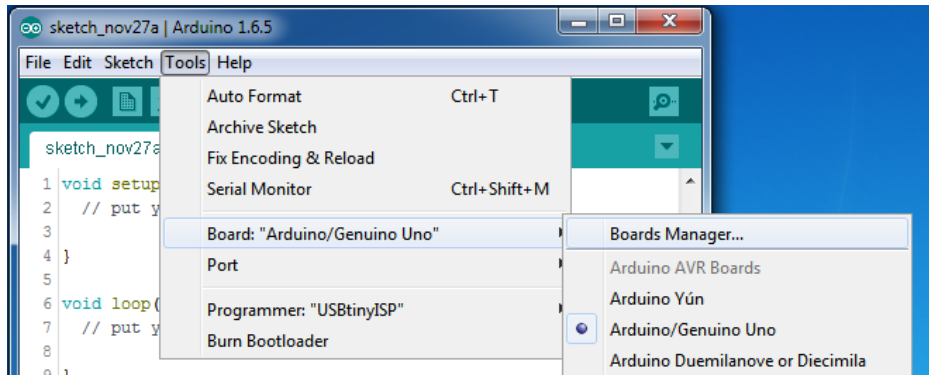 sketch_nov27a | Arduino 1.6.5
File Edit Sketch Tools Help
sketch_nov27a
Auto Format Ctrl+T
Archive Sketch
Fix Encoding & Reload
Serial Monitor Ctrl+Shift+M
Board: "Arduino/Genuino Uno"
Port
Programmer: "USBtinyISP"
Burn Bootloader
Boards Manager...
Arduino AVR Boards
Arduino Yún
Arduino/Genuino Uno
Arduino Duemilanove or Diecimila
1 void setup
2 // put y
3
4 }
5
6 void loop(
7 // put y
8
9